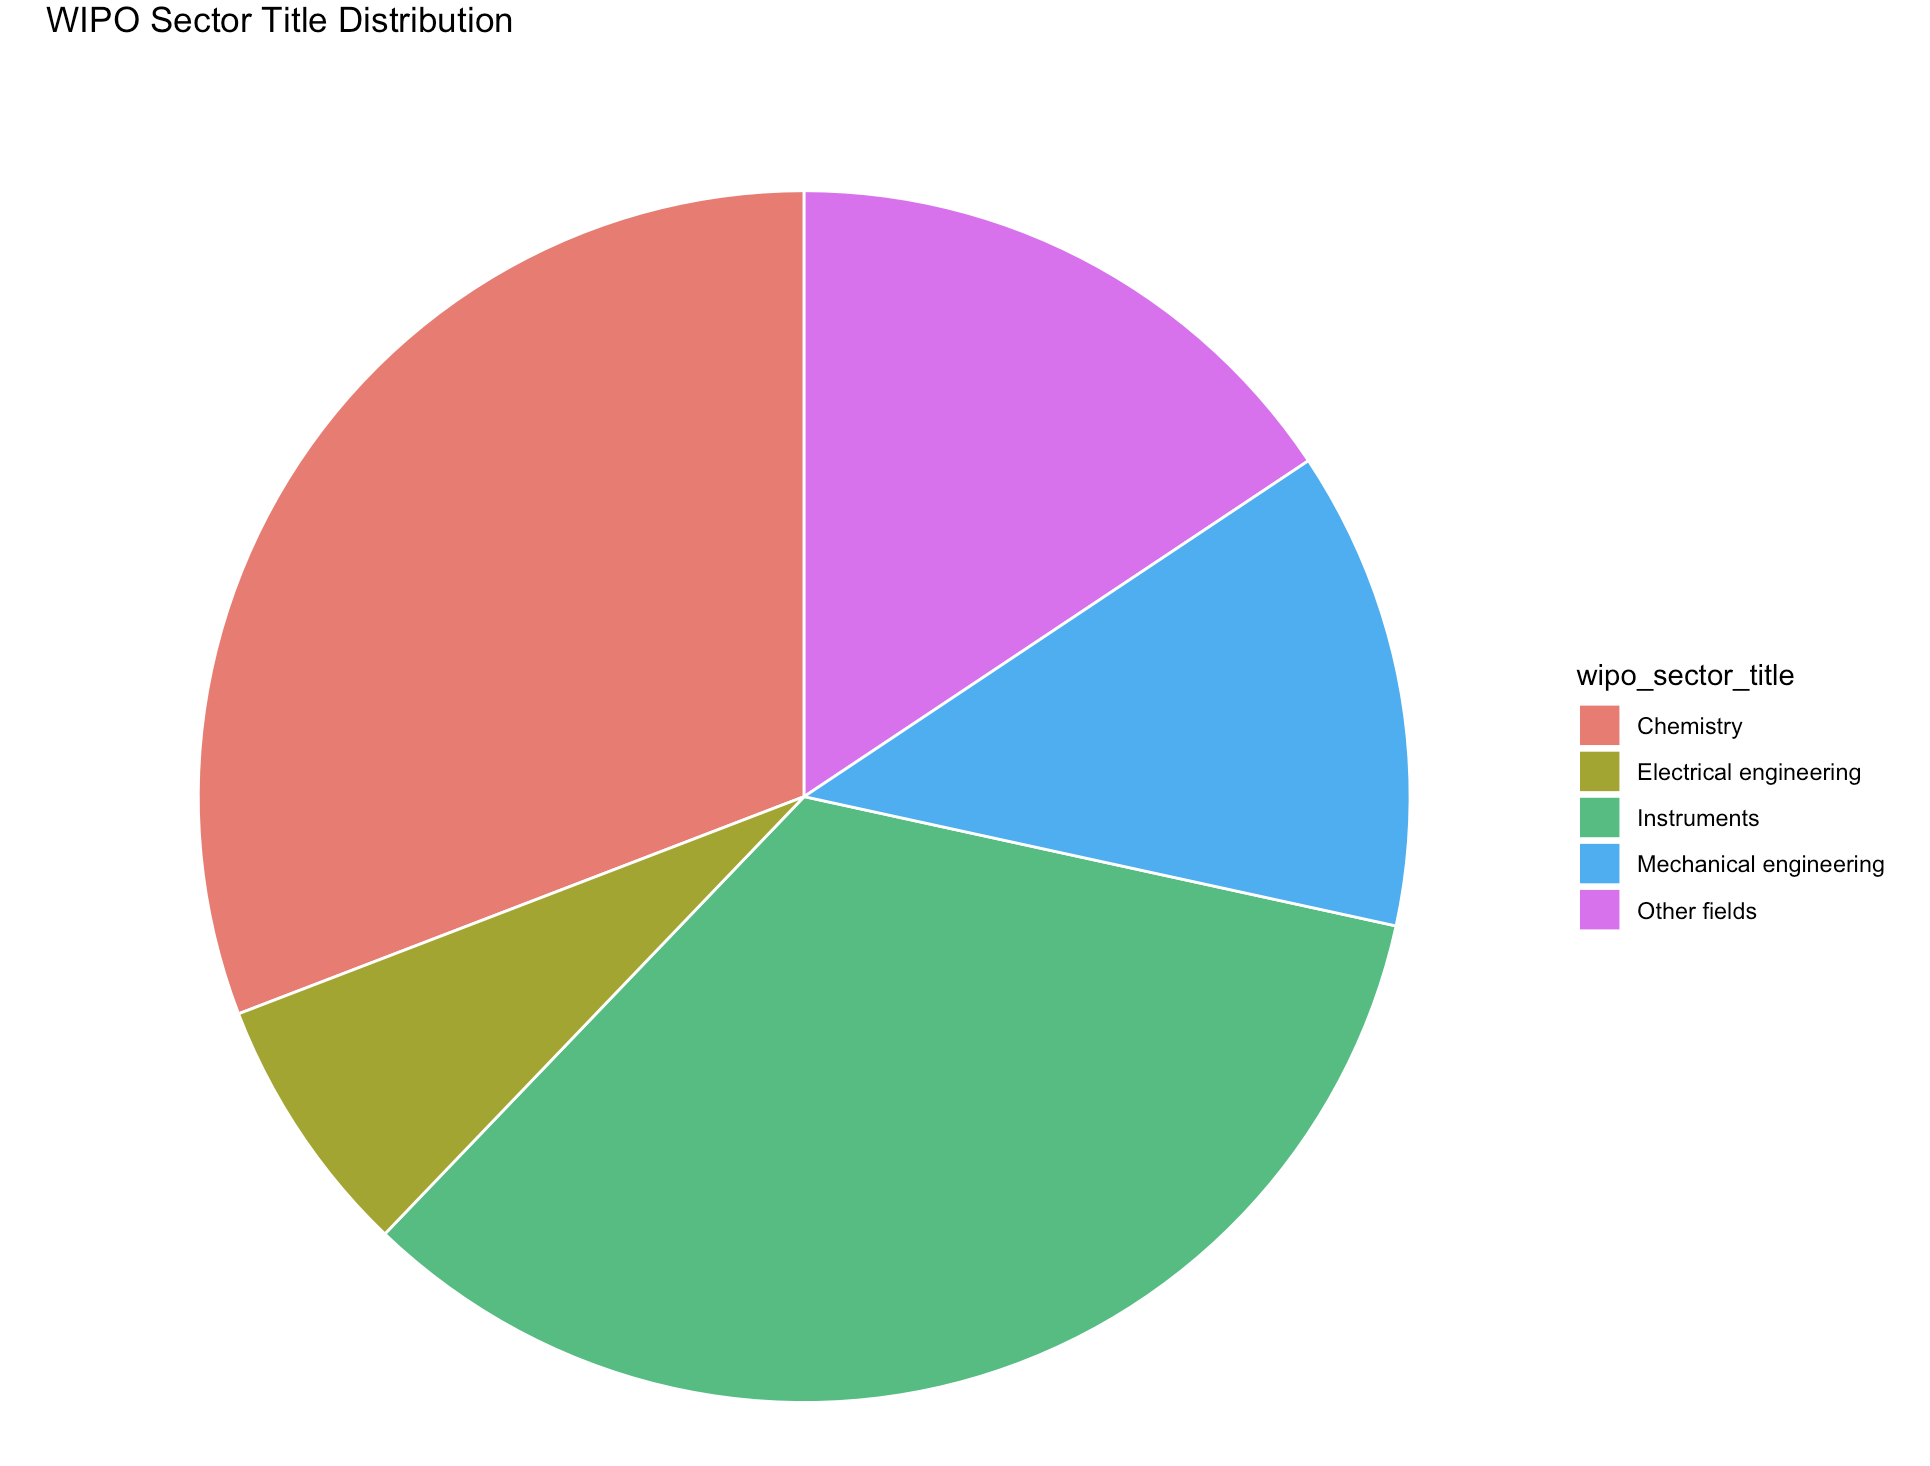 WIPO Sector Title Distribution
wipo_sector_title
Chemistry
Electrical engineering
Instruments
Mechanical engineering
Other fields